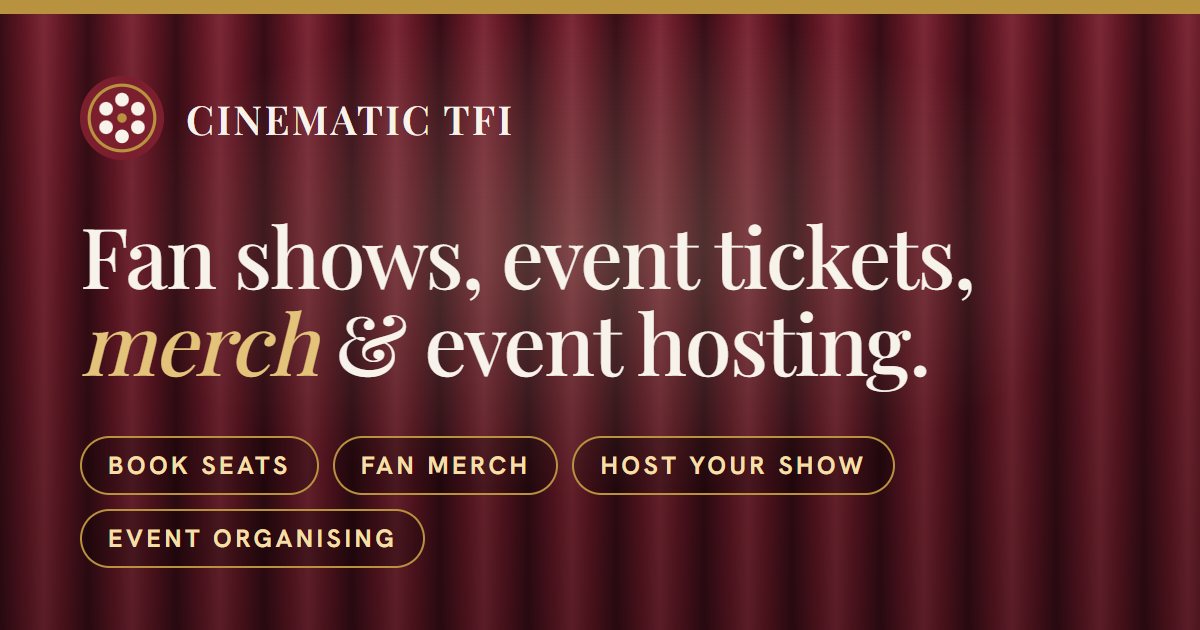 CINEMATIC TFI
Fan shows, event tickets,
merch & event hosting.
BOOK SEATS
FAN MERCH
HOST YOUR SHOW
EVENT ORGANISING